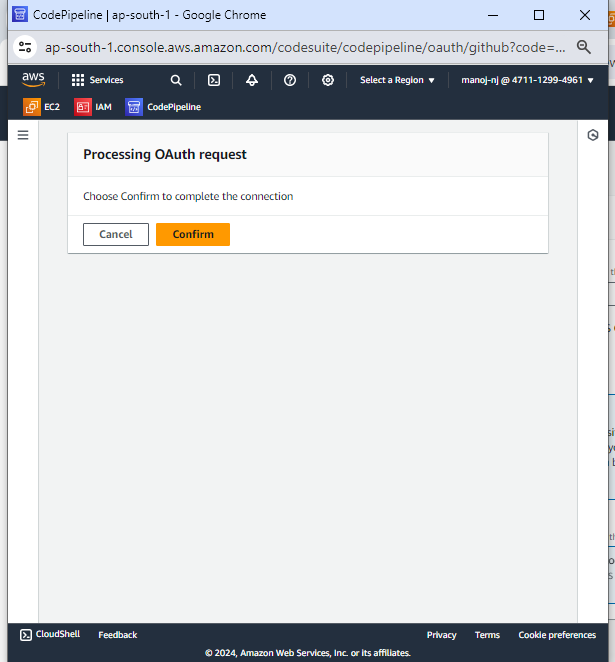 CodePipeline | ap-south-1 - Google Chrome
ap-south-1.console.aws.amazon.com/codesuite/codepipeline/oauth/github?code=...
aws Services Select a Region ▼ manoj-nj @ 4711-1299-4961 ▼
EC2 IAM CodePipeline
Processing OAuth request
Choose Confirm to complete the connection
Cancel Confirm
CloudShell Feedback Privacy Terms Cookie preferences
© 2024, Amazon Web Services, Inc. or its affiliates.